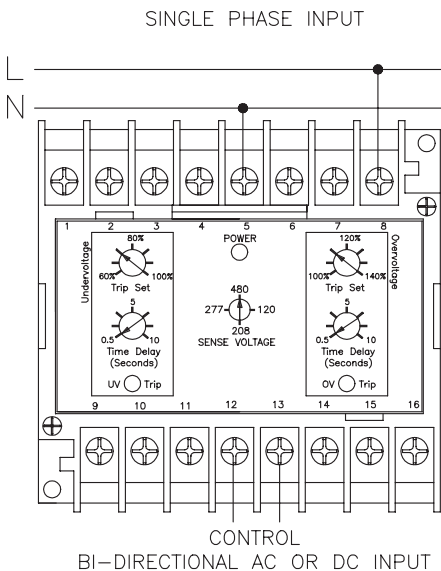 SINGLE PHASE INPUT
L
N
1 2 3 4 5 6 7 8
Undervoltage
80%
60% 100%
Trip Set
5
0.5 10
Time Delay
(Seconds)
UV Trip
POWER
480
277 120
208
SENSE VOLTAGE
Overvoltage
120%
100% 140%
Trip Set
5
0.5 10
Time Delay
(Seconds)
OV Trip
9 10 11 12 13 14 15 16
CONTROL
BI-DIRECTIONAL AC OR DC INPUT